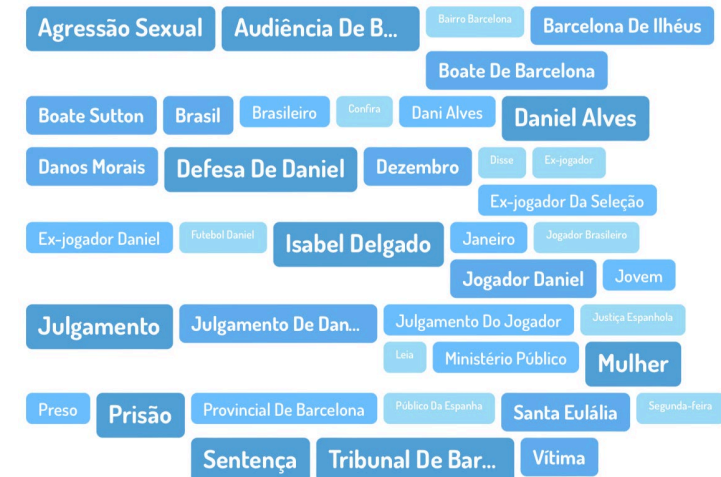 Agressão Sexual Audiência De B... Bairro Barcelona Barcelona De Ilhéus
Boate De Barcelona
Boate Sutton Brasil Brasileiro Confira Dani Alves Daniel Alves
Danos Morais Defesa De Daniel Dezembro Disse Ex-jogador
Ex-jogador Da Seleção
Ex-jogador Daniel Futebol Daniel Isabel Delgado Janeiro Jogador Brasileiro
Jogador Daniel Jovem
Julgamento Julgamento De Dan... Julgamento Do Jogador Justiça Espanhola
Leia Ministério Público Mulher
Preso Prisão Provincial De Barcelona Público Da Espanha Santa Eulália Segunda-feira
Sentença Tribunal De Bar... Vítima